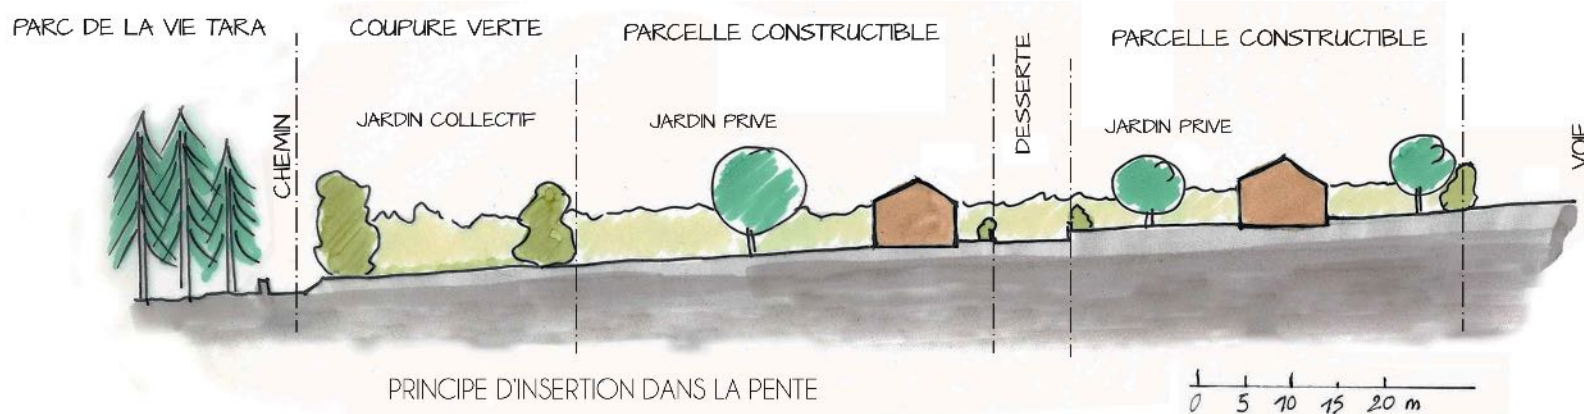 PARC DE LA VIE TARA
COUPURE VERTE
PARCELLE CONSTRUCTIBLE
DESSERTE
PARCELLE CONSTRUCTIBLE
CHEMIN
JARDIN COLLECTIF
JARDIN PRIVE
JARDIN PRIVE
VOIE
PRINCIPE D'INSERTION DANS LA PENTE
0 5 10 15 20 m